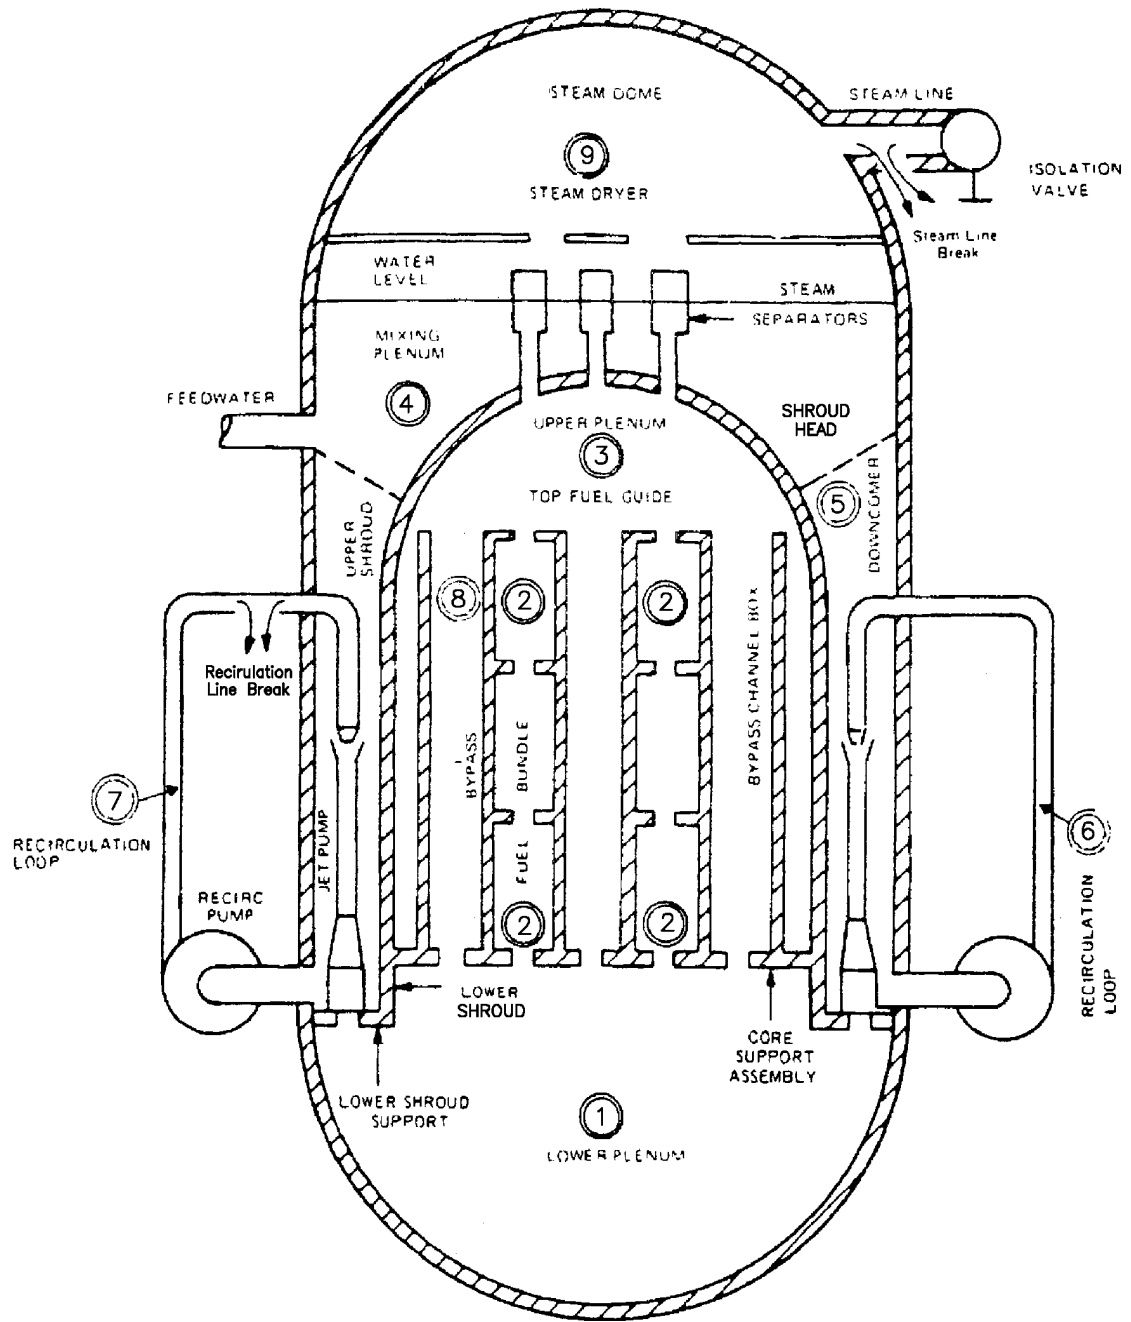 STEAM DOME
STEAM LINE
9
STEAM DRYER
ISOLATION
VALVE
Steam Line
Break
WATER
LEVEL
STEAM
SEPARATORS
MIXING
PLENUM
FEEDWATER
4
UPPER PLENUM
SHROUD
HEAD
3
TOP FUEL GUIDE
5
DOWNCOMER
UPPER
SHROUD
8
2
2
BYPASS CHANNEL BOX
Recirulation
Line Break
BYPASS
BUNDLE
7
RECIRCULATION
LOOP
JET PUMP
FUEL
6
RECIRC
PUMP
2
2
RECIRCULATION
LOOP
LOWER
SHROUD
CORE
SUPPORT
ASSEMBLY
LOWER SHROUD
SUPPORT
1
LOWER PLENUM